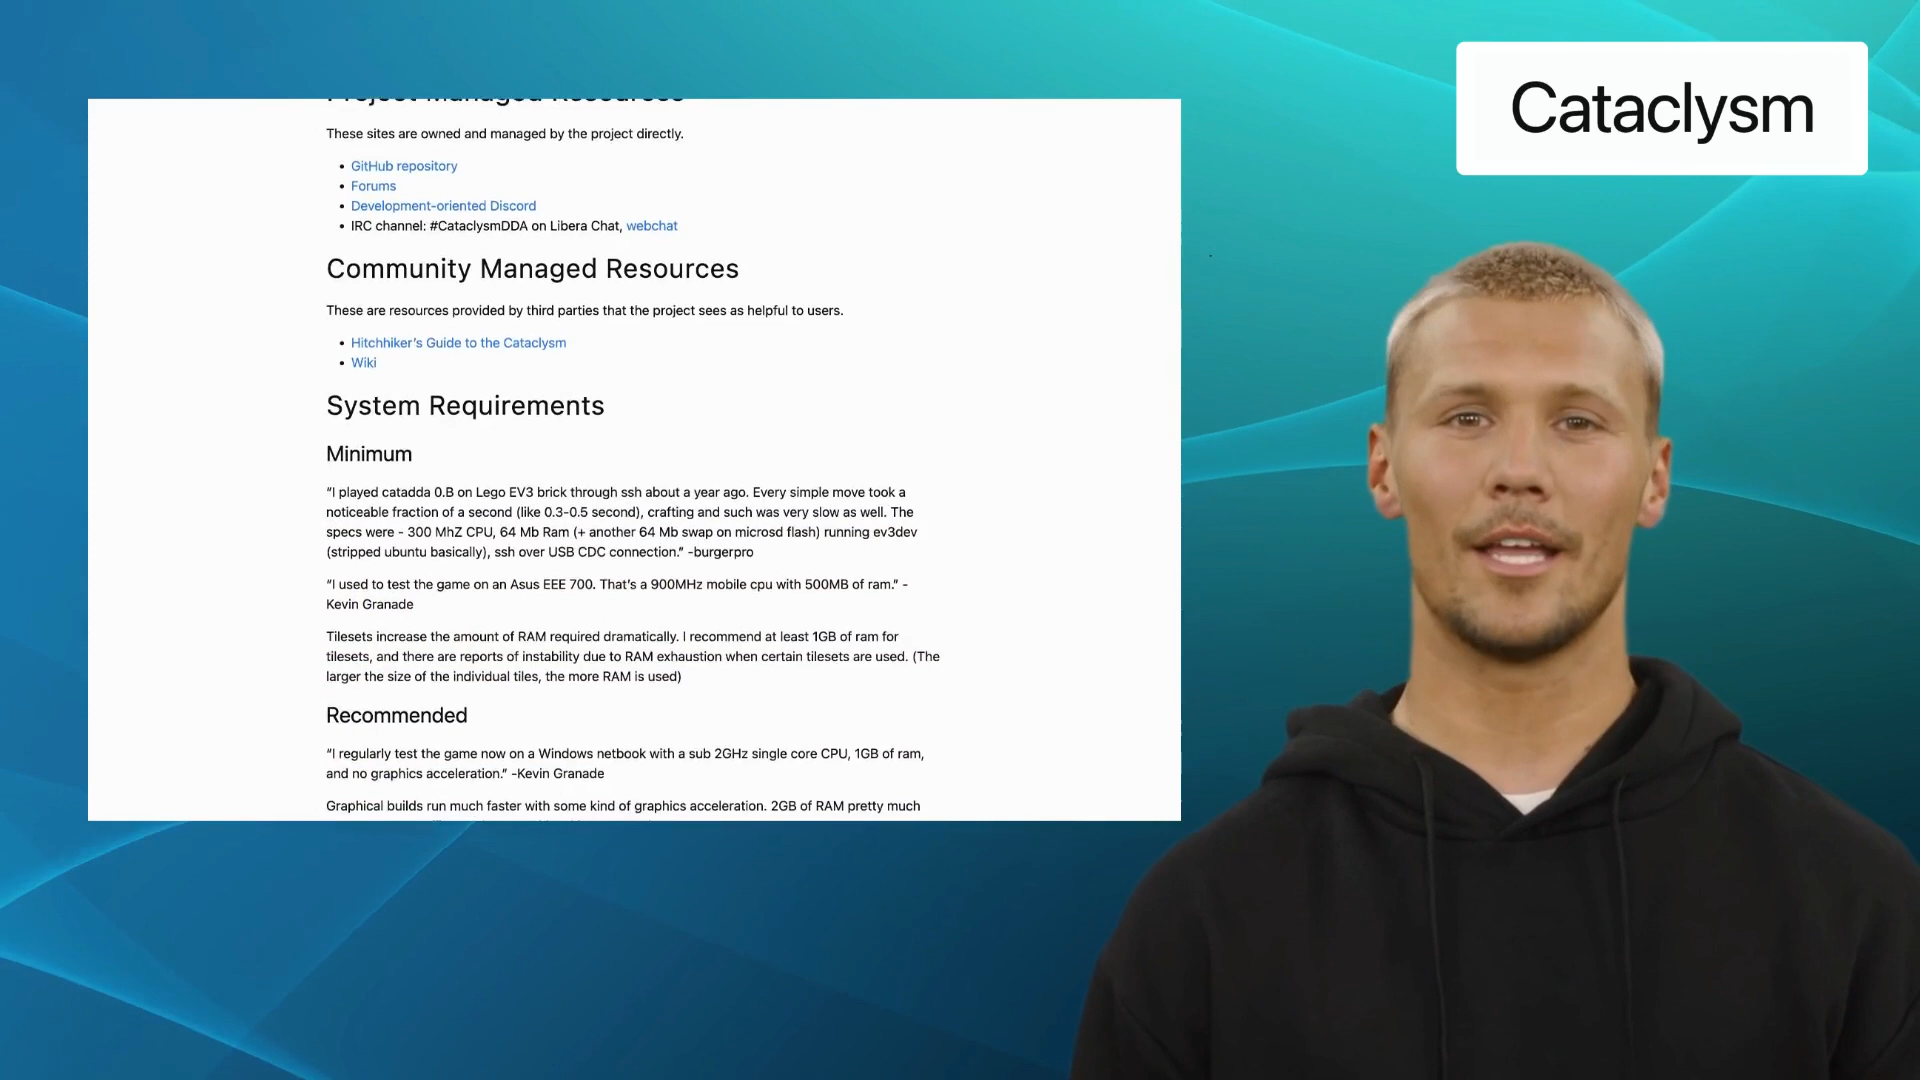 Project Managed Resources
Cataclysm
These sites are owned and managed by the project directly.
• GitHub repository
• Forums
• Development-oriented Discord
• IRC channel: #CataclysmDDA on Libera Chat, webchat
Community Managed Resources
These are resources provided by third parties that the project sees as helpful to users.
• Hitchhiker’s Guide to the Cataclysm
• Wiki
System Requirements
Minimum
“I played catadda 0.B on Lego EV3 brick through ssh about a year ago. Every simple move took a
noticeable fraction of a second (like 0.3-0.5 second), crafting and such was very slow as well. The
specs were - 300 MhZ CPU, 64 Mb Ram (+ another 64 Mb swap on microsd flash) running ev3dev
(stripped ubuntu basically), ssh over USB CDC connection.” -burgerpro
“I used to test the game on an Asus EEE 700. That’s a 900MHz mobile cpu with 500MB of ram.” -
Kevin Granade
Tilesets increase the amount of RAM required dramatically. I recommend at least 1GB of ram for
tilesets, and there are reports of instability due to RAM exhaustion when certain tilesets are used. (The
larger the size of the individual tiles, the more RAM is used)
Recommended
“I regularly test the game now on a Windows netbook with a sub 2GHz single core CPU, 1GB of ram,
and no graphics acceleration.” -Kevin Granade
Graphical builds run much faster with some kind of graphics acceleration. 2GB of RAM pretty much